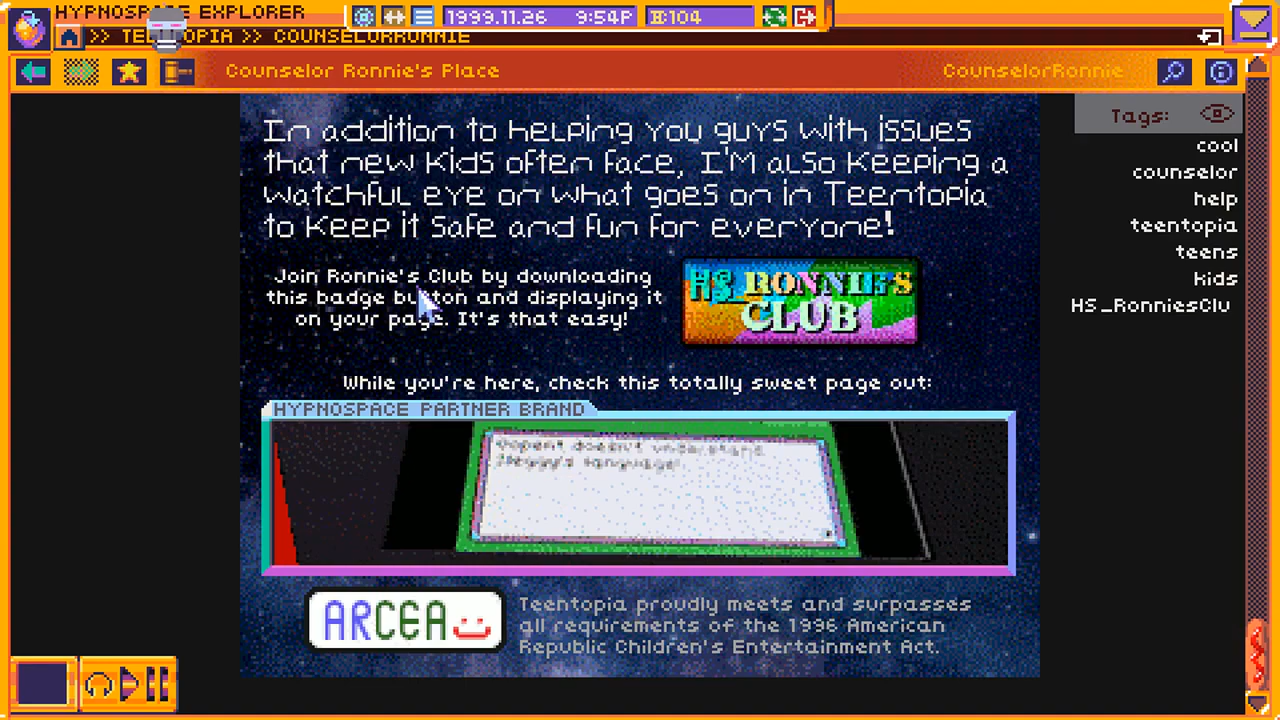 HYPNOSPACE EXPLORER
1999.11.26 9:54P
104
>> TEENTOPIA >> COUNSELORRONNIE
Counselor Ronnie's Place
CounselorRonnie
Tags:
cool
counselor
help
teentopia
teens
kids
HS_RonniesClu
In addition to helping you guys with issues
that new kids often face, I'm also keeping a
watchful eye on what goes on in Teentopia
to keep it safe and fun for everyone!
Join Ronnie's Club by downloading
this badge button and displaying it
on your page. It's that easy!
HS_RONNIE'S
CLUB
While you're here, check this totally sweet page out:
HYPNOSPACE PARTNER BRAND
doesn't understand
language!
ARCEA
Teentopia proudly meets and surpasses
all requirements of the 1996 American
Republic Children's Entertainment Act.